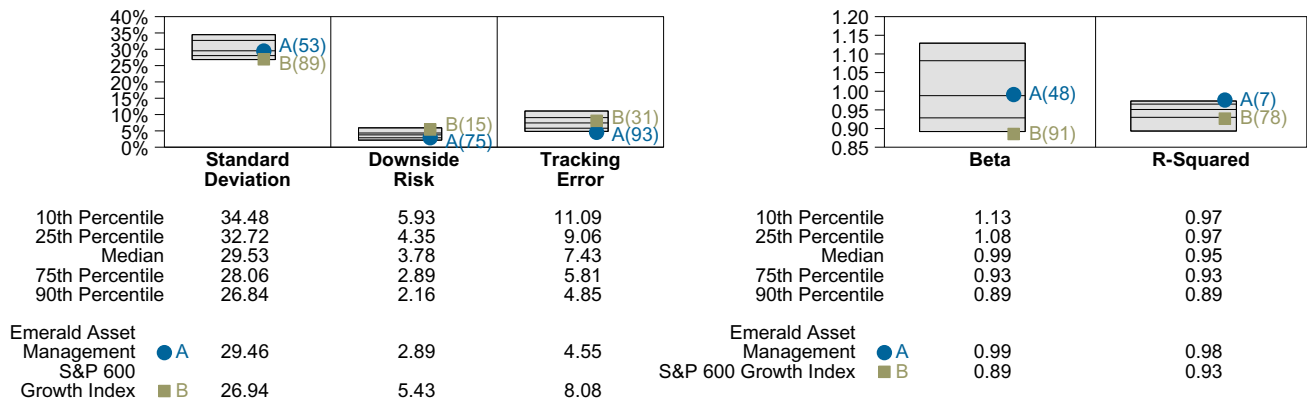 40%
35%
30%
25%
20%
15%
10%
5%
0%
A(53)
B(89)
B(15)
A(75)
B(31)
A(93)
Standard Deviation
Downside Risk
Tracking Error
10th Percentile 34.48 5.93 11.09
25th Percentile 32.72 4.35 9.06
Median 29.53 3.78 7.43
75th Percentile 28.06 2.89 5.81
90th Percentile 26.84 2.16 4.85
Emerald Asset
Management A 29.46 2.89 4.55
S&P 600
Growth Index B 26.94 5.43 8.08
1.20
1.15
1.10
1.05
1.00
0.95
0.90
0.85
A(48)
B(91)
A(7)
B(78)
Beta
R-Squared
10th Percentile 1.13 0.97
25th Percentile 1.08 0.97
Median 0.99 0.95
75th Percentile 0.93 0.93
90th Percentile 0.89 0.89
Emerald Asset
Management A 0.99 0.98
S&P 600 Growth Index B 0.89 0.93